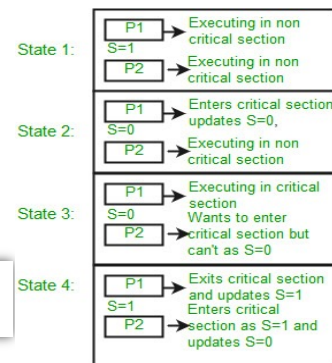 State 1:
P1
Executing in non
critical section
S=1
P2
Executing in non
critical section
State 2:
P1
Enters critical section
updates S=0,
S=0
P2
Executing in non
critical section
State 3:
P1
Executing in critical
section
S=0
Wants to enter
P2
critical section but
can't as S=0
State 4:
P1
Exits critical section
and updates S=1
S=1
Enters critical
P2
section as S=1 and
updates S=0